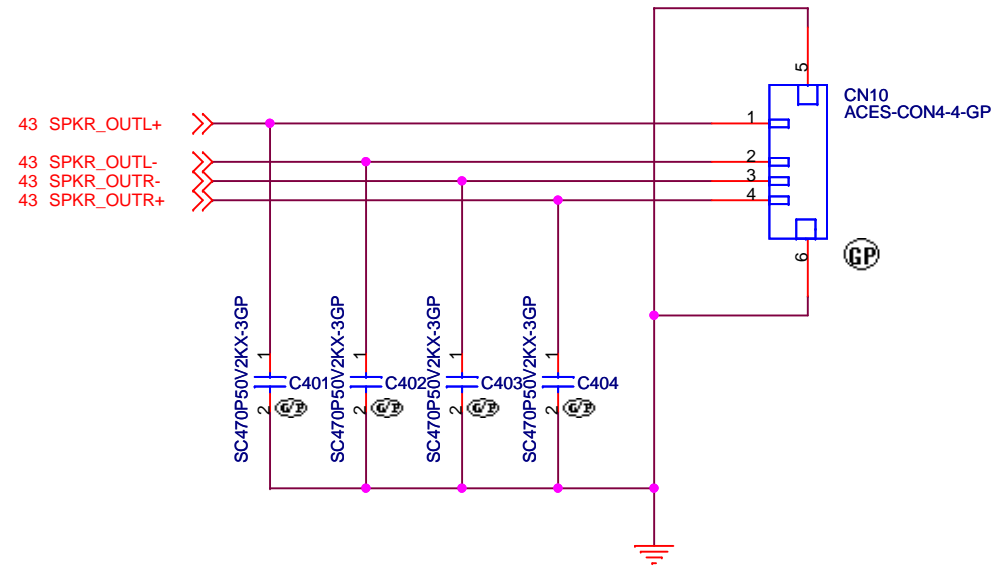 5
CN10
ACES-CON4-4-GP
43 SPKR_OUTL+
1
43 SPKR_OUTL-
2
43 SPKR_OUTR-
3
43 SPKR_OUTR+
4
6
GP
SC470P50V2KX-3GP
1
C401
2
G/P
SC470P50V2KX-3GP
1
C402
2
G/P
SC470P50V2KX-3GP
1
C403
2
G/P
SC470P50V2KX-3GP
1
C404
2
G/P